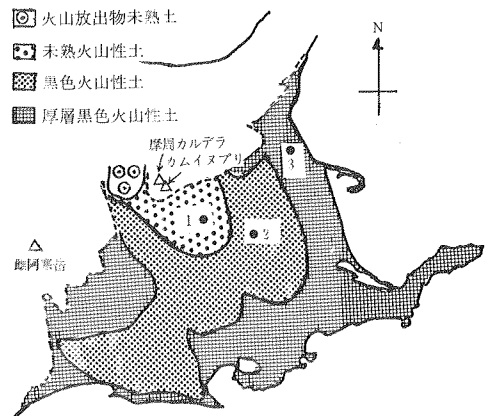 火山放出物未熟土
未熟火山性土
黒色火山性土
厚層黒色火山性土
N
摩周カルデラ
カムイヌプリ
3
1
2
雌阿寒岳